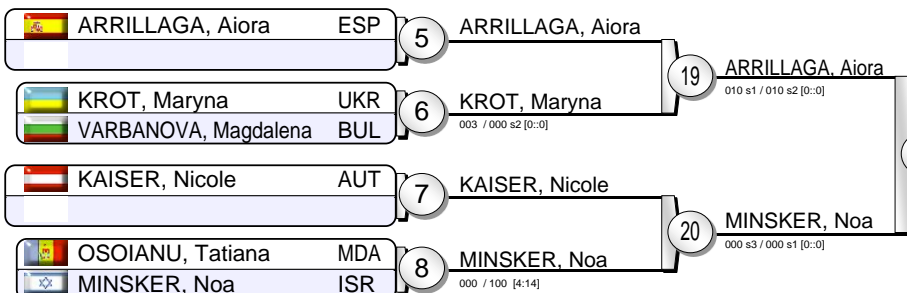 ARRILLAGA, Aiora ESP
5
ARRILLAGA, Aiora
KROT, Maryna UKR
VARBANOVA, Magdalena BUL
6
KROT, Maryna
003 / 000 s2 [0::0]
19
ARRILLAGA, Aiora
010 s1 / 010 s2 [0::0]
KAISER, Nicole AUT
7
KAISER, Nicole
OSOIANU, Tatiana MDA
MINSKER, Noa ISR
8
MINSKER, Noa
000 / 100 [4:14]
20
MINSKER, Noa
000 s3 / 000 s1 [0::0]